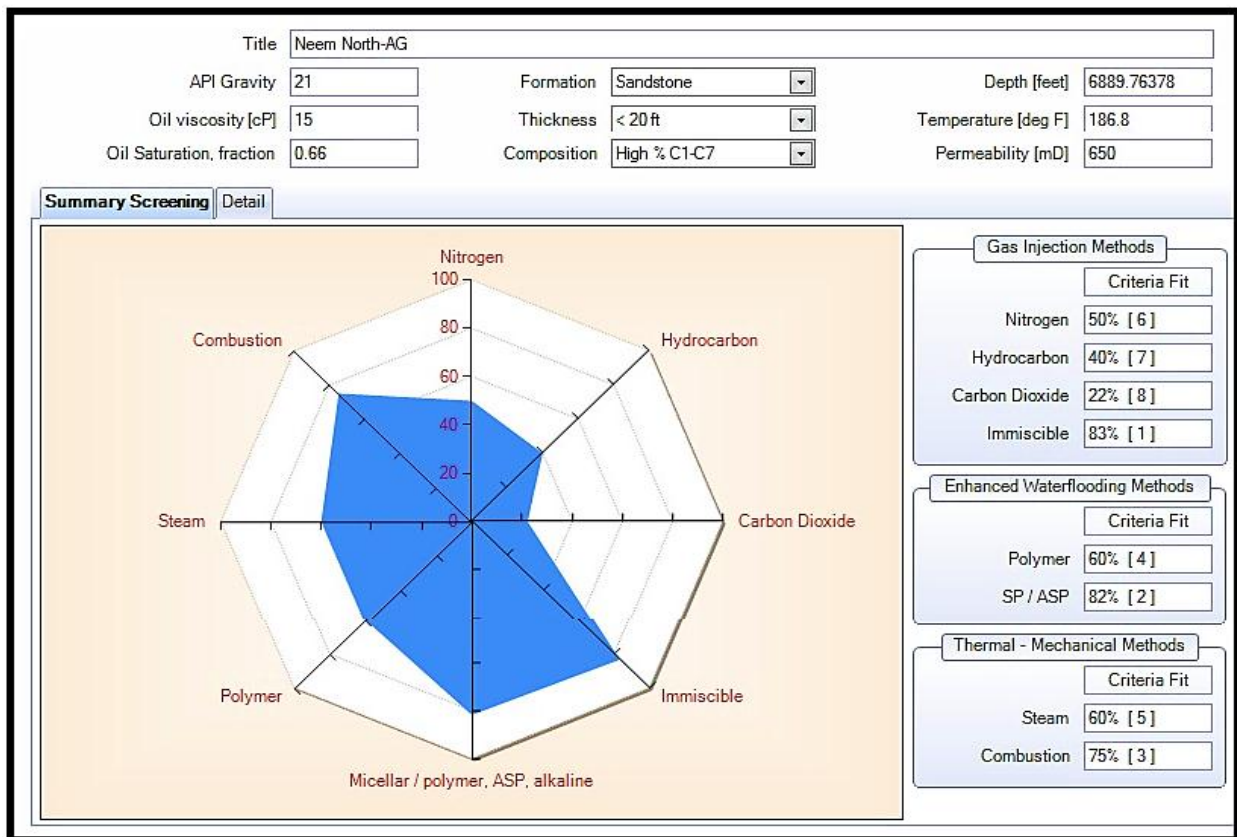 Title Neem North-AG
API Gravity 21 Formation Sandstone Depth [feet] 6889.76378
Oil viscosity [cP] 15 Thickness < 20 ft Temperature [deg F] 186.8
Oil Saturation, fraction 0.66 Composition High % C1-C7 Permeability [mD] 650
Summary Screening Detail
Nitrogen
100
80
60
40
20
0
Combustion
Hydrocarbon
Steam
Carbon Dioxide
Polymer
Immiscible
Micellar / polymer, ASP, alkaline
Gas Injection Methods
Criteria Fit
Nitrogen 50% [ 6 ]
Hydrocarbon 40% [ 7 ]
Carbon Dioxide 22% [ 8 ]
Immiscible 83% [ 1 ]
Enhanced Waterflooding Methods
Criteria Fit
Polymer 60% [ 4 ]
SP / ASP 82% [ 2 ]
Thermal - Mechanical Methods
Criteria Fit
Steam 60% [ 5 ]
Combustion 75% [ 3 ]